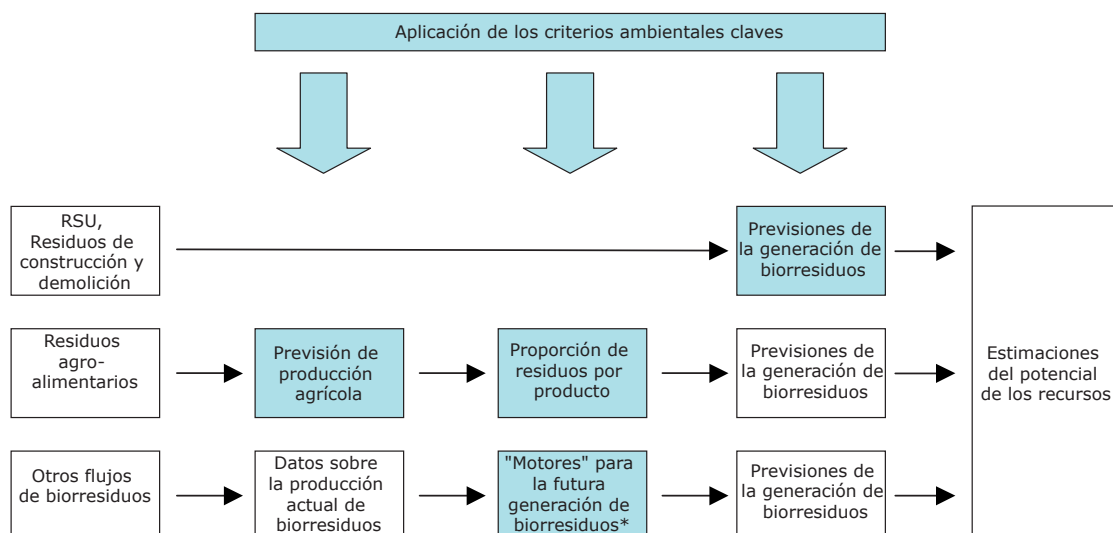 Aplicación de los criterios ambientales claves
RSU,
Residuos de
construcción y
demolición
Previsiones de
la generación de
biorresiduos
Residuos
agro-
alimentarios
Previsión de
producción
agrícola
Proporción de
residuos por
producto
Previsiones de
la generación de
biorresiduos
Estimaciones
del potencial
de los recursos
Otros flujos
de biorresiduos
Datos sobre
la producción
actual de
biorresiduos
"Motores" para
la futura
generación de
biorresiduos*
Previsiones de
la generación de
biorresiduos